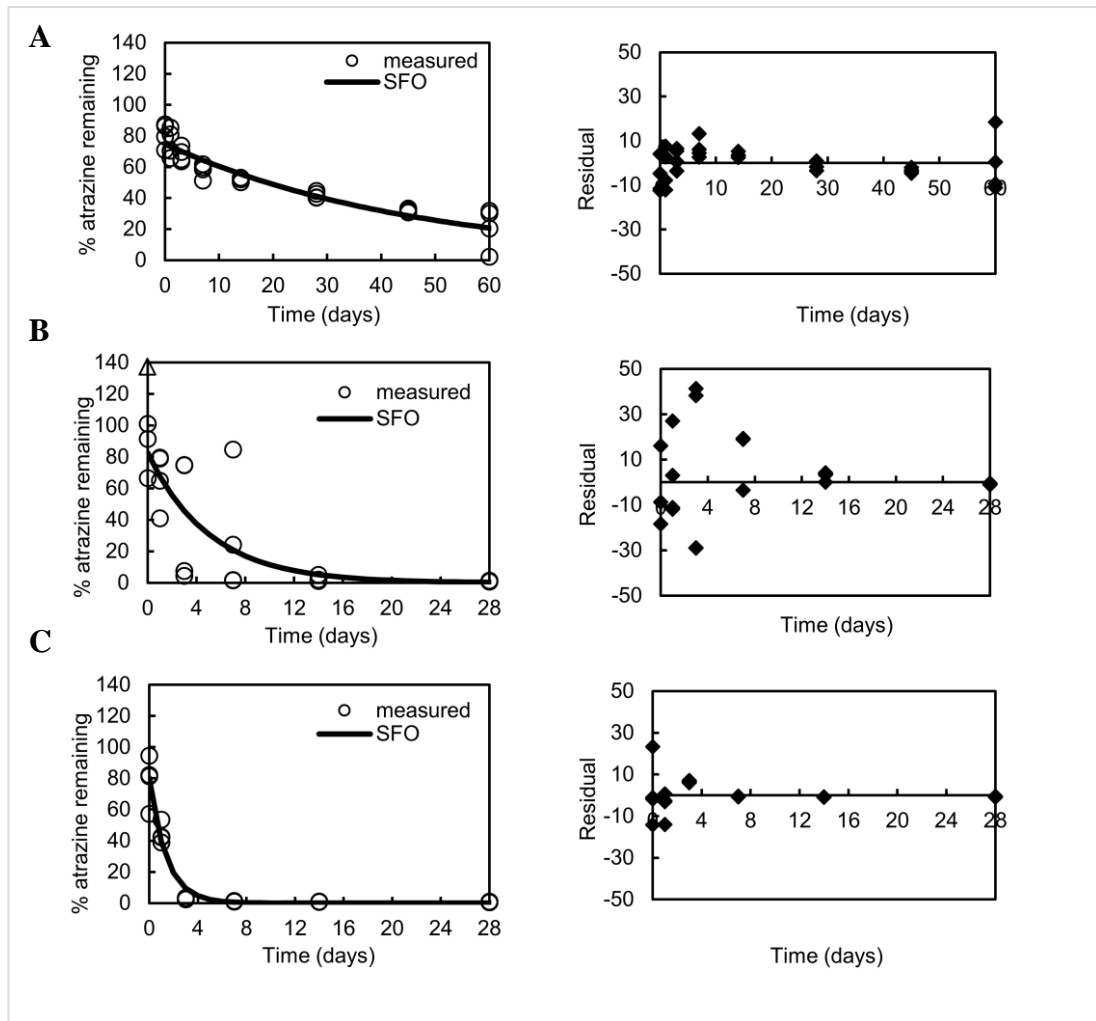 A
140
120
100
80
60
40
20
0
% atrazine remaining
measured
SFO
0 10 20 30 40 50 60
Time (days)
50
30
10
-10
-30
-50
Residual
10 20 30 40 50
Time (days)
B
140
120
100
80
60
40
20
0
% atrazine remaining
measured
SFO
0 4 8 12 16 20 24 28
Time (days)
50
30
10
-10
-30
-50
Residual
4 8 12 16 20 24 28
Time (days)
C
140
120
100
80
60
40
20
0
% atrazine remaining
measured
SFO
0 4 8 12 16 20 24 28
Time (days)
50
30
10
-10
-30
-50
Residual
4 8 12 16 20 24 28
Time (days)